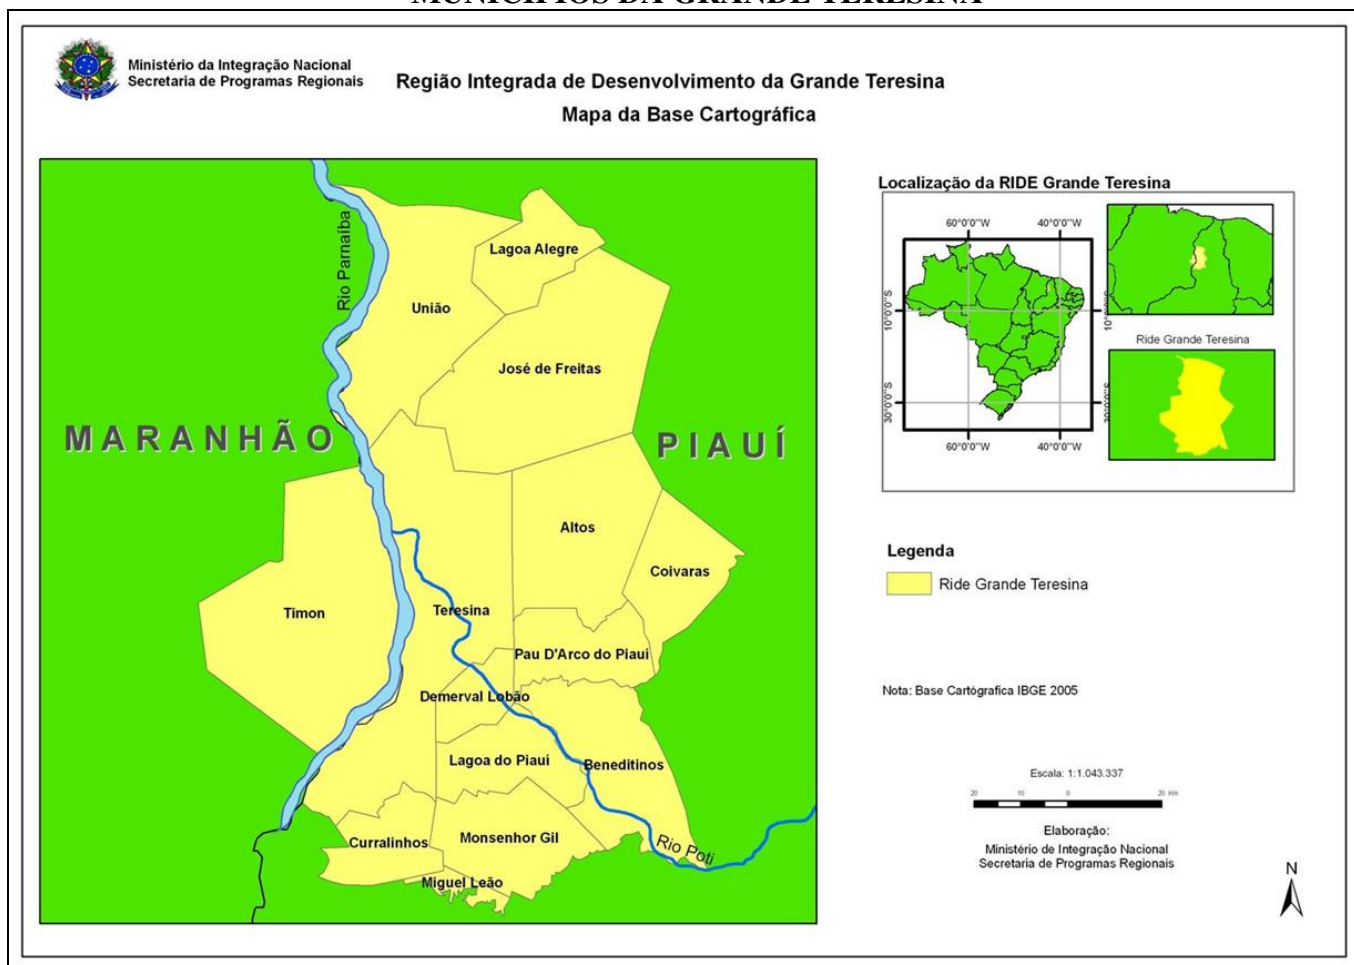 MUNICÍPIOS DA GRANDE TERESINA
Ministério da Integração Nacional
Secretaria de Programas Regionais
Região Integrada de Desenvolvimento da Grande Teresina
Mapa da Base Cartográfica
Rio Parnaíba
Lagoa Alegre
União
José de Freitas
MARANHÃO
PIAUÍ
Altos
Coivaras
Timon
Teresina
Pau D'Arco do Piauí
Demerval Lobão
Lagoa do Piauí
Beneditinos
Curralinhos
Monsenhor Gil
Rio Poti
Miguel Leão
Localização da RIDE Grande Teresina
60°0'0"W 40°0'0"W
10°0'0"S
10°0'0"S
30°0'0"S
60°0'0"W 40°0'0"W
Ride Grande Teresina
Legenda
Ride Grande Teresina
Nota: Base Cartógrafica IBGE 2005
Escala: 1:1.043.337
20 10 0 20 Km
Elaboração:
Ministério de Integração Nacional
Secretaria de Programas Regionais
N